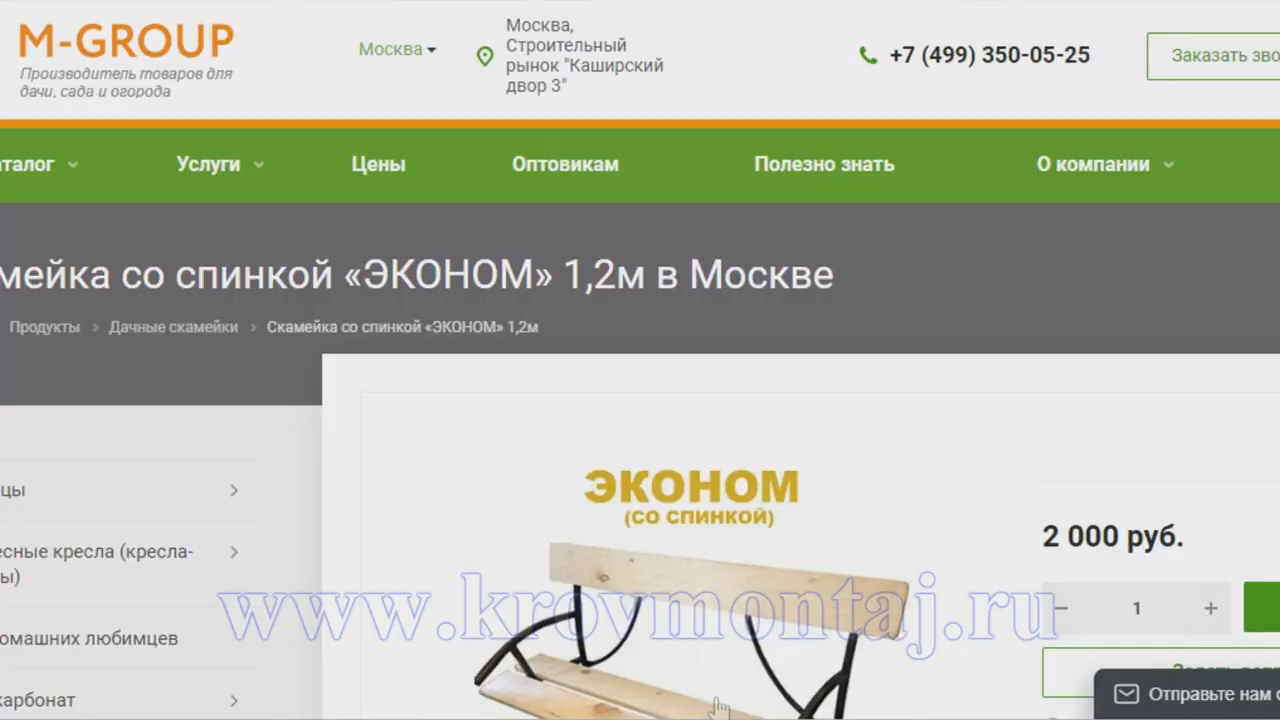 M-GROUP
Производитель товаров для
дачи, сада и огорода
Москва
Москва,
Строительный
рынок "Каширский
двор 3"
+7 (499) 350-05-25
Заказать зво
аталог
Услуги
Цены
Оптовикам
Полезно знать
О компании
мейка со спинкой «ЭКОНОМ» 1,2м в Москве
Продукты > Дачные скамейки > Скамейка со спинкой «ЭКОНОМ» 1,2м
цы
есные кресла (кресла-
ы)
омашних любимцев
карбонат
ЭКОНОМ
(со спинкой)
2 000 руб.
− 1 +
www.krovmontaj.ru
Отправьте нам с